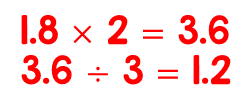 1.8 × 2 = 3.6
3.6 ÷ 3 = 1.2